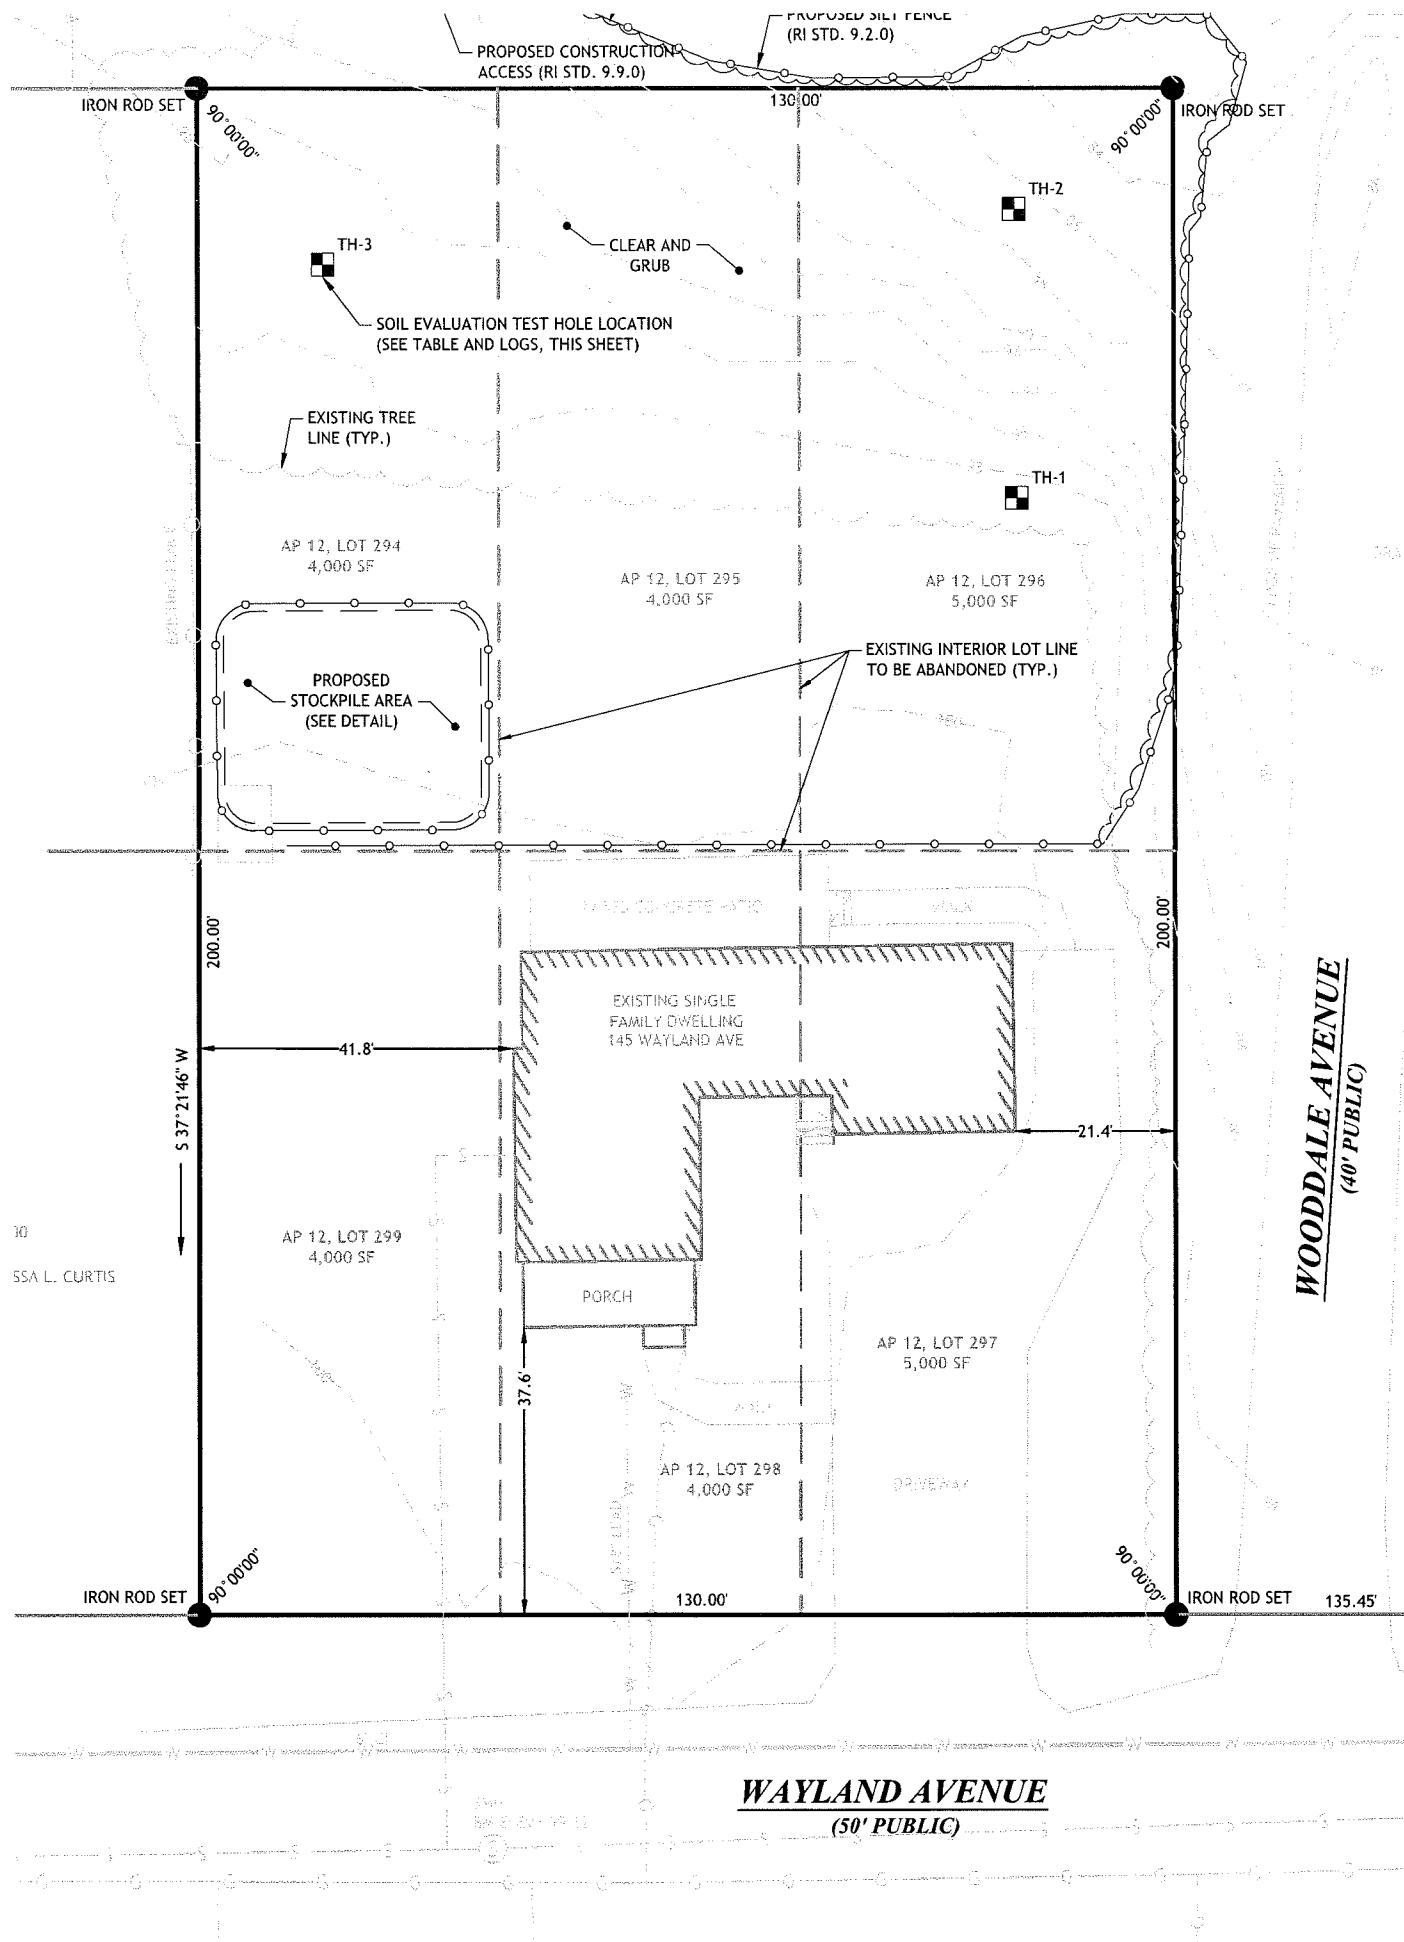 PROPOSED SILT FENCE
(RI STD. 9.2.0)
PROPOSED CONSTRUCTION
ACCESS (RI STD. 9.9.0)
130.00'
IRON ROD SET
IRON ROD SET
90°00'00"
90°00'00"
TH-2
TH-3
CLEAR AND
GRUB
SOIL EVALUATION TEST HOLE LOCATION
(SEE TABLE AND LOGS, THIS SHEET)
EXISTING TREE
LINE (TYP.)
TH-1
AP 12, LOT 294
4,000 SF
AP 12, LOT 295
4,000 SF
AP 12, LOT 296
5,000 SF
EXISTING INTERIOR LOT LINE
TO BE ABANDONED (TYP.)
PROPOSED
STOCKPILE AREA
(SEE DETAIL)
WALK
200.00'
200.00'
EXISTING SINGLE
FAMILY DWELLING
145 WAYLAND AVE
41.8'
S 37°21'46" W
21.4'
WOODDALE AVENUE
(40' PUBLIC)
AP 12, LOT 299
4,000 SF
SSA L. CURTIS
PORCH
AP 12, LOT 297
5,000 SF
37.6'
AP 12, LOT 298
4,000 SF
DRIVEWAY
90°00'00"
90°00'00"
IRON ROD SET
130.00'
IRON ROD SET
135.45'
WAYLAND AVENUE
(50' PUBLIC)